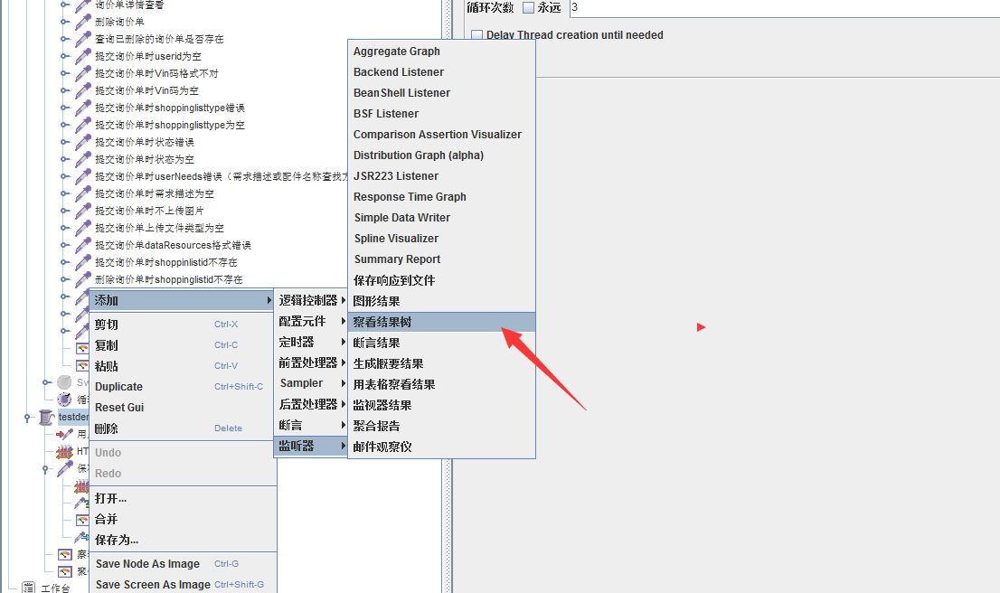 询价单详情查看
删除询价单
查询已删除的询价单是否存在
提交询价单时userid为空
提交询价单时Vin码格式不对
提交询价单时Vin码为空
提交询价单时shoppinglisttype错误
提交询价单时shoppinglisttype为空
提交询价单时状态错误
提交询价单时状态为空
提交询价单时userNeeds错误（需求描述或配件名称查找方
提交询价单时需求描述为空
提交询价单时不上传图片
提交询价单上传文件类型为空
提交询价单dataResources格式错误
提交询价单时shoppinlistid不存在
删除询价单时shoppinglistid不存在
Sw
循
testder
用
HT
保
察
聚
工作台
添加
剪切 Ctrl-X
复制 Ctrl-C
粘贴 Ctrl-V
Duplicate Ctrl+Shift-C
Reset Gui
删除 Delete
Undo
Redo
打开...
合并
保存为...
Save Node As Image Ctrl-G
Save Screen As Image Ctrl+Shift-G
逻辑控制器
配置元件
定时器
前置处理器
Sampler
后置处理器
断言
监听器
Aggregate Graph
Backend Listener
BeanShell Listener
BSF Listener
Comparison Assertion Visualizer
Distribution Graph (alpha)
JSR223 Listener
Response Time Graph
Simple Data Writer
Spline Visualizer
Summary Report
保存响应到文件
图形结果
察看结果树
断言结果
生成概要结果
用表格察看结果
监视器结果
聚合报告
邮件观察仪
循环次数 永远 3
Delay Thread creation until needed